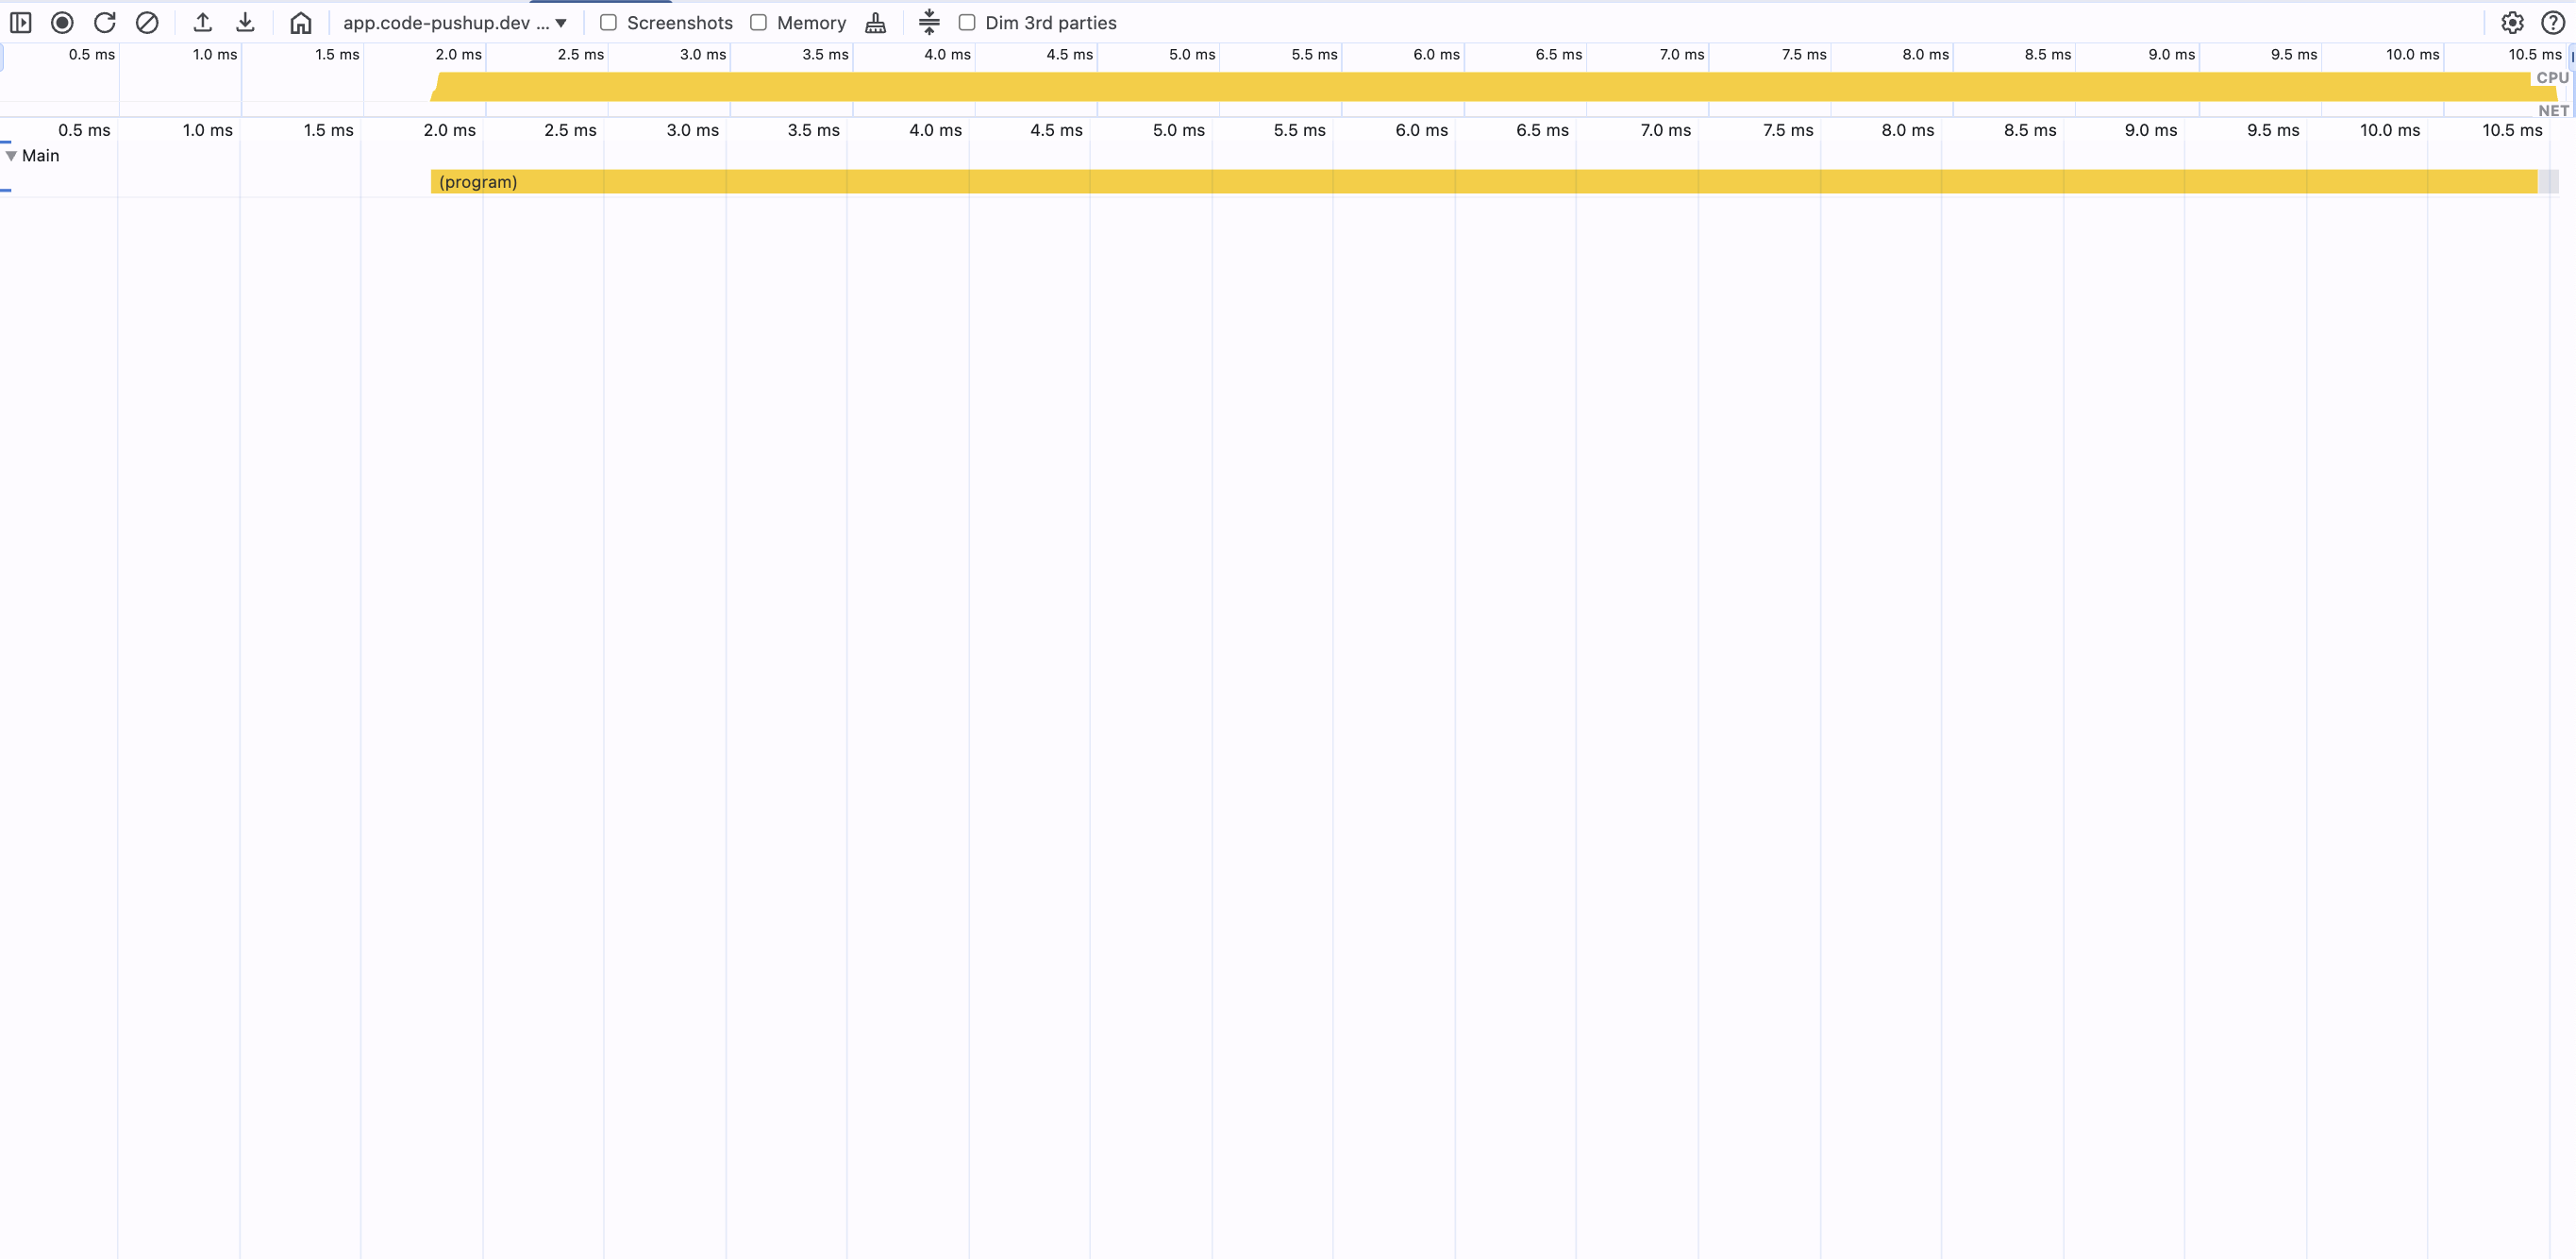 app.code-pushup.dev ... Screenshots Memory Dim 3rd parties
0.5 ms 1.0 ms 1.5 ms 2.0 ms 2.5 ms 3.0 ms 3.5 ms 4.0 ms 4.5 ms 5.0 ms 5.5 ms 6.0 ms 6.5 ms 7.0 ms 7.5 ms 8.0 ms 8.5 ms 9.0 ms 9.5 ms 10.0 ms 10.5 ms
CPU
NET
0.5 ms 1.0 ms 1.5 ms 2.0 ms 2.5 ms 3.0 ms 3.5 ms 4.0 ms 4.5 ms 5.0 ms 5.5 ms 6.0 ms 6.5 ms 7.0 ms 7.5 ms 8.0 ms 8.5 ms 9.0 ms 9.5 ms 10.0 ms 10.5 ms
Main
(program)